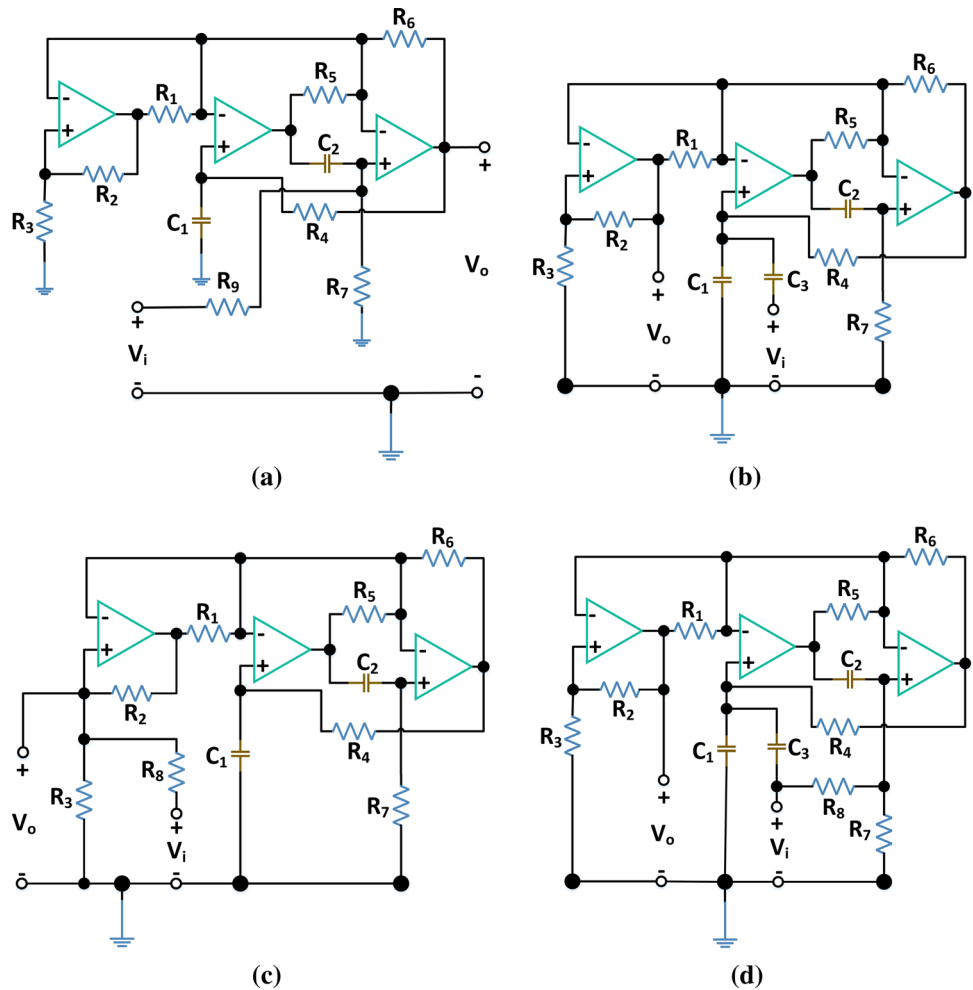 R6
R5
R1
-
-
+
+
C2
-
+
R2
+
R3
C1
R4
Vo
R9
R7
+
Vi
-
-
(a)
R6
R5
R1
-
-
+
+
C2
-
+
R2
R3
+
C1
C3
R4
Vo
+
Vi
R7
-
-
(b)
R6
R5
R1
-
-
+
+
C2
-
+
R2
+
R8
C1
R4
R3
Vo
+
Vi
R7
-
-
(c)
R6
R5
R1
-
-
+
+
C2
-
+
R2
R3
C1
C3
R4
R8
+
Vo
+
Vi
R7
-
-
(d)